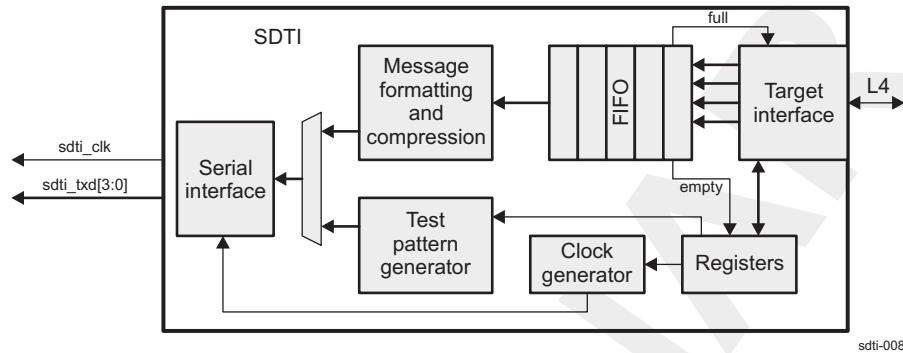 SDTI
full
Message
formatting
and
compression
FIFO
Target
interface
L4
sdti_clk
sdti_txd[3:0]
Serial
interface
empty
Test
pattern
generator
Clock
generator
Registers
sdti-008